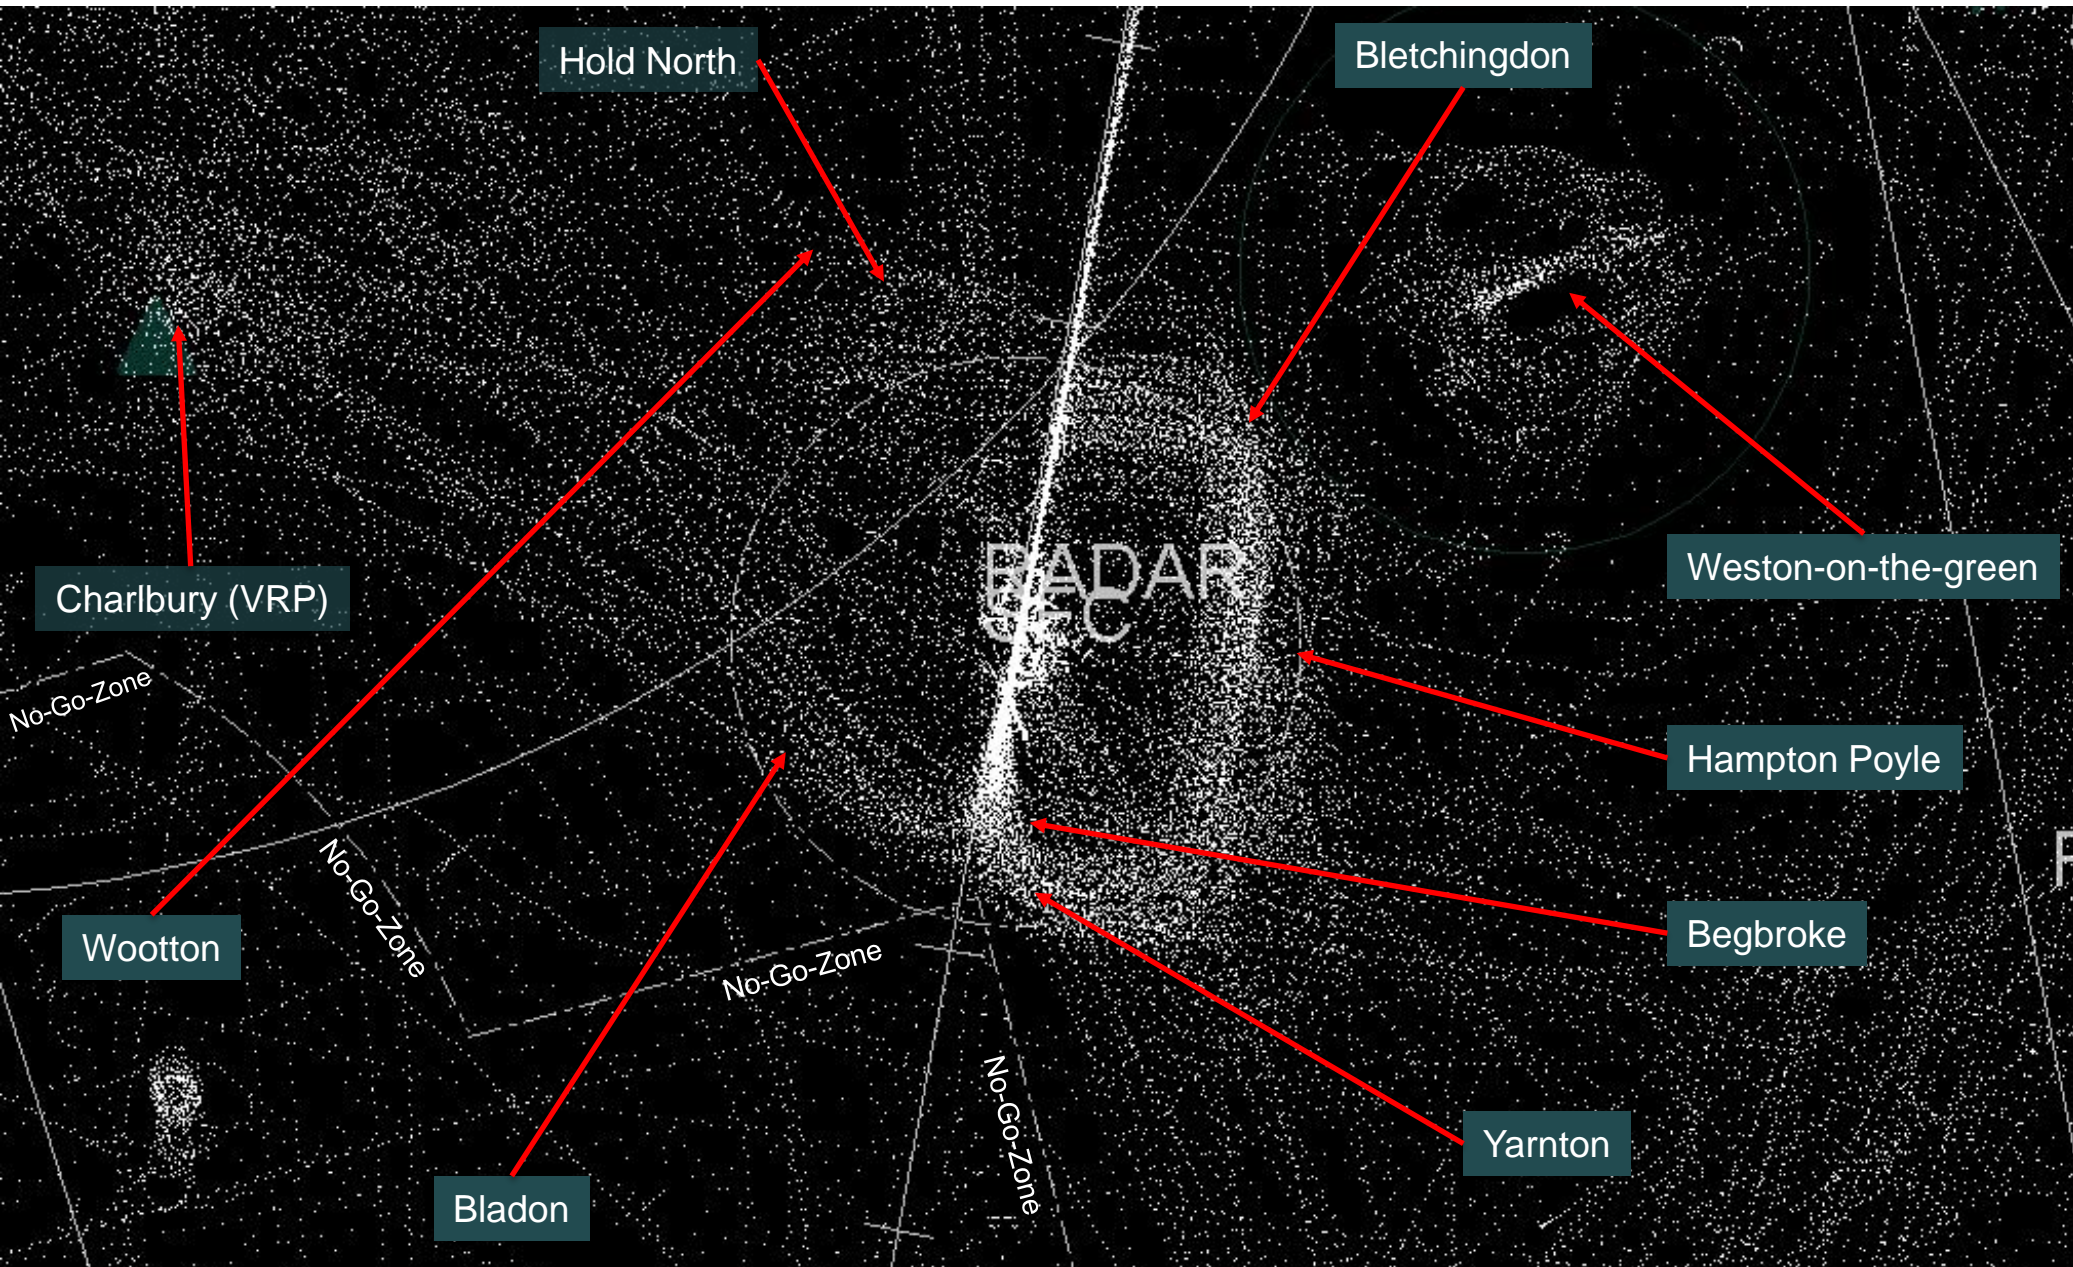 Hold North
Bletchingdon
RADAR
SFC
Charlbury (VRP)
Weston-on-the-green
No-Go-Zone
Hampton Poyle
No-Go-Zone
Wootton
No-Go-Zone
Begbroke
No-Go-Zone
Yarnton
Bladon